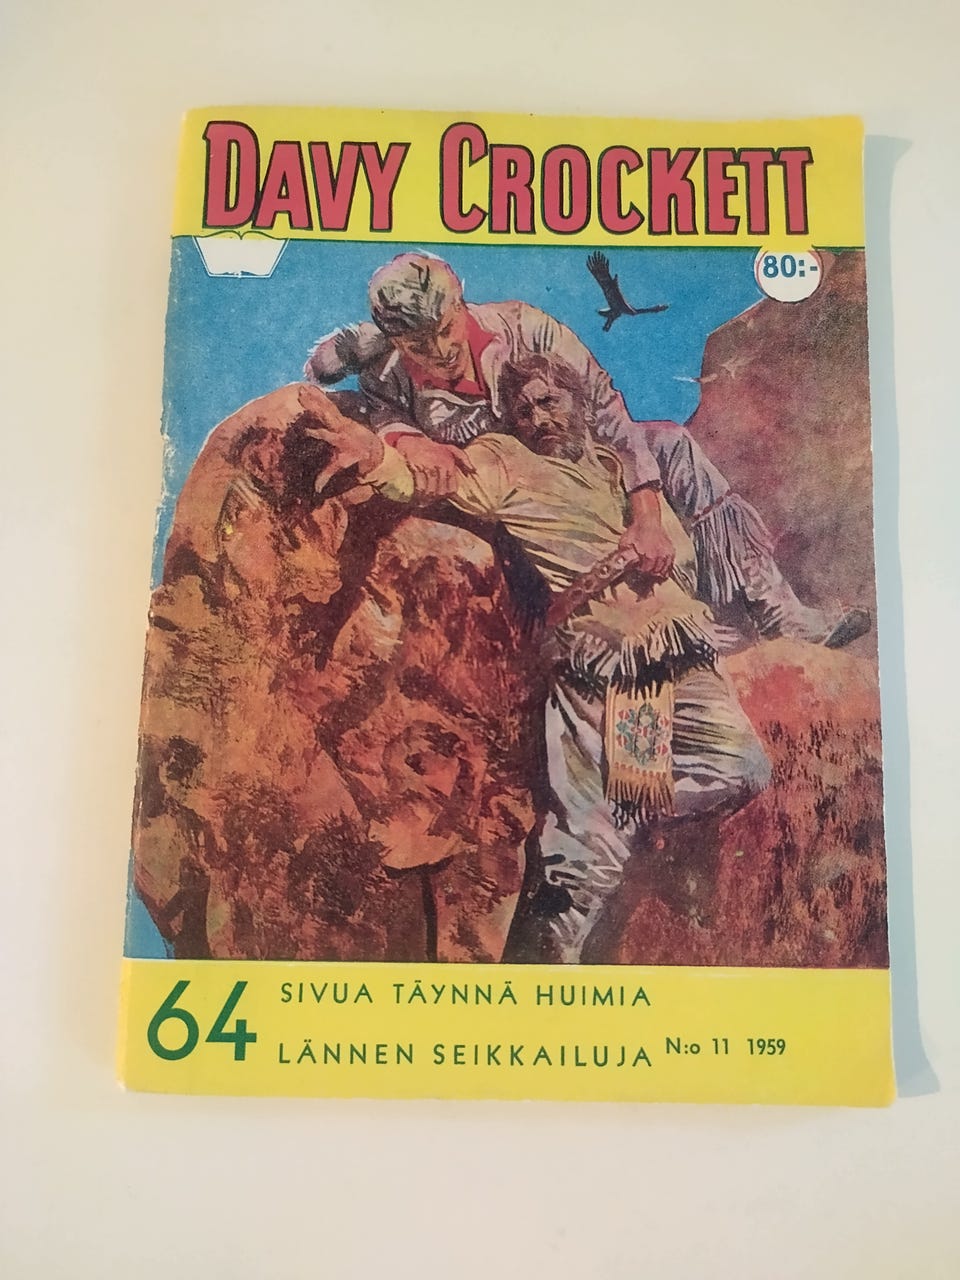 DAVY CROCKETT
80:-
64 SIVUA TÄYNNÄ HUIMIA
LÄNNEN SEIKKAILUJA N:o 11 1959